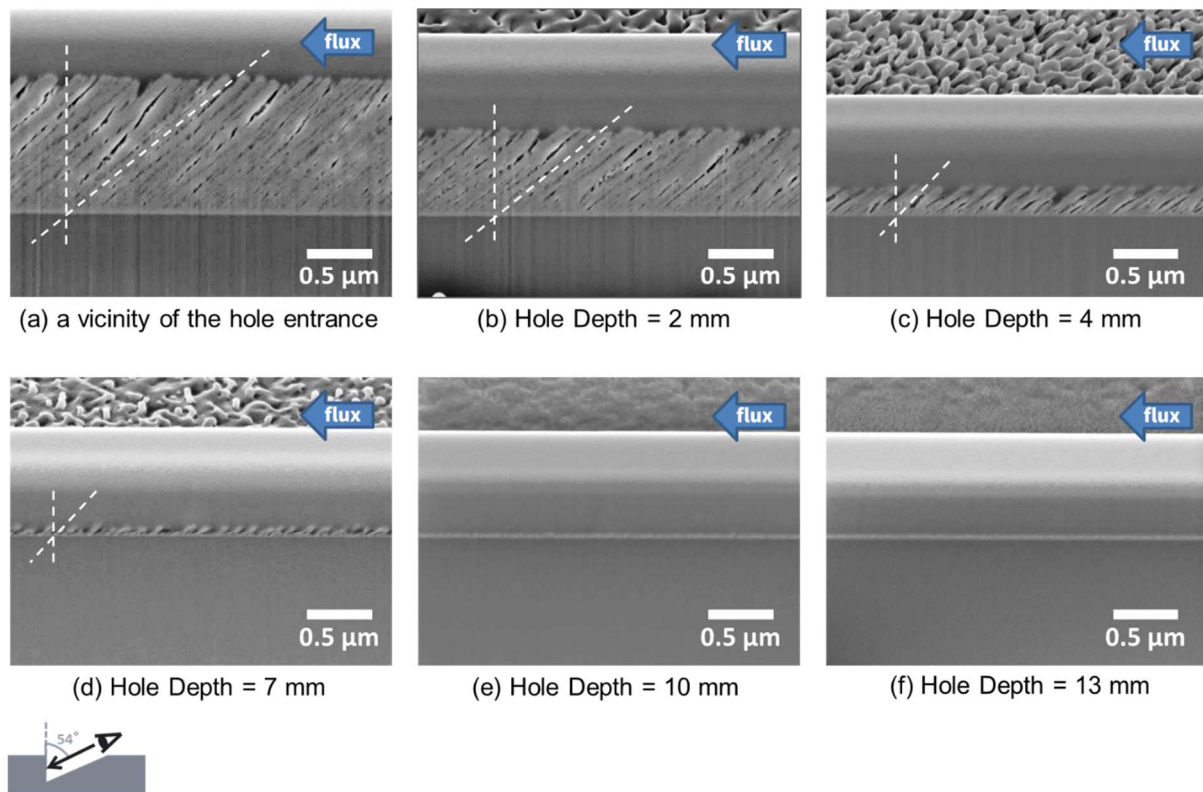 flux
flux
flux
0.5 μm
0.5 μm
0.5 μm
(a) a vicinity of the hole entrance
(b) Hole Depth = 2 mm
(c) Hole Depth = 4 mm
flux
flux
flux
0.5 μm
0.5 μm
0.5 μm
(d) Hole Depth = 7 mm
(e) Hole Depth = 10 mm
(f) Hole Depth = 13 mm
54°